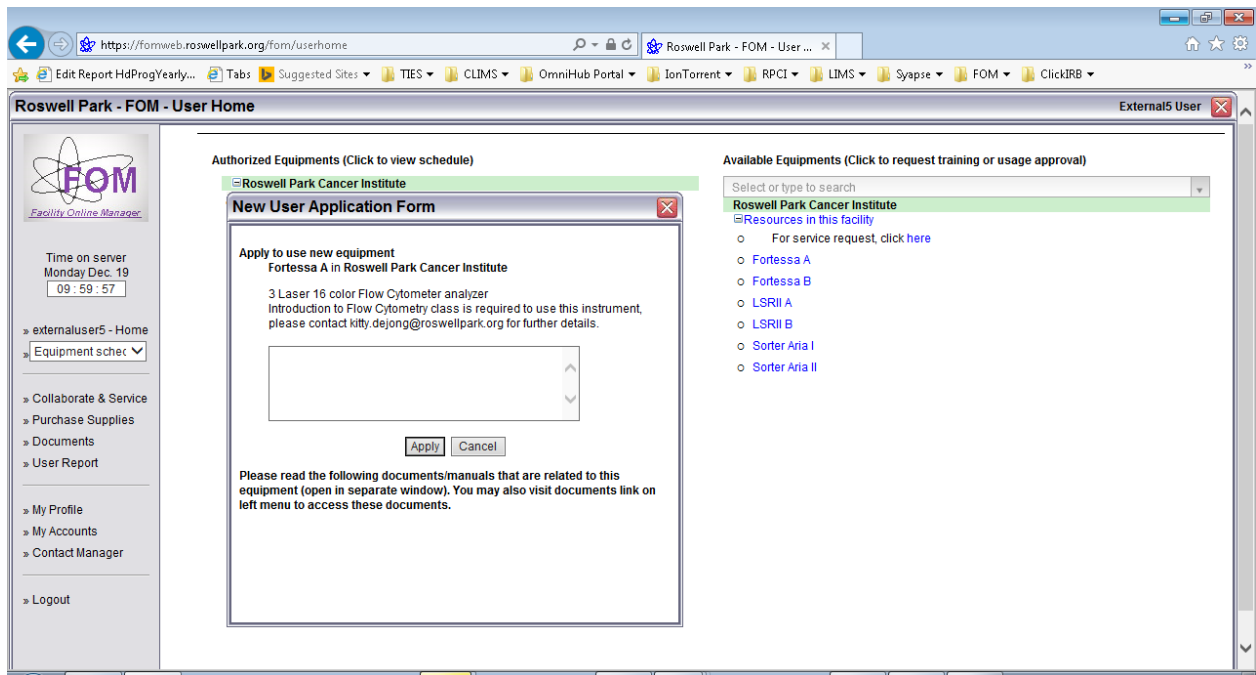 https://fomweb.roswellpark.org/fom/userhome
Roswell Park - FOM - User ...
Edit Report HdProgYearly... Tabs Suggested Sites TIES CLIMS OmniHub Portal IonTorrent RPCI LIMS Syapse FOM ClickIRB
Roswell Park - FOM - User Home
External5 User
FOM
Facility Online Manager
Time on server
Monday Dec. 19
09 : 59 : 57
» externaluser5 - Home
» Equipment sched
» Collaborate & Service
» Purchase Supplies
» Documents
» User Report
» My Profile
» My Accounts
» Contact Manager
» Logout
Authorized Equipments (Click to view schedule)
Roswell Park Cancer Institute
New User Application Form
Apply to use new equipment
Fortessa A in Roswell Park Cancer Institute
3 Laser 16 color Flow Cytometer analyzer
Introduction to Flow Cytometry class is required to use this instrument,
please contact kitty.dejong@roswellpark.org for further details.
Apply Cancel
Please read the following documents/manuals that are related to this
equipment (open in separate window). You may also visit documents link on
left menu to access these documents.
Available Equipments (Click to request training or usage approval)
Select or type to search
Roswell Park Cancer Institute
Resources in this facility
For service request, click here
Fortessa A
Fortessa B
LSRII A
LSRII B
Sorter Aria I
Sorter Aria II